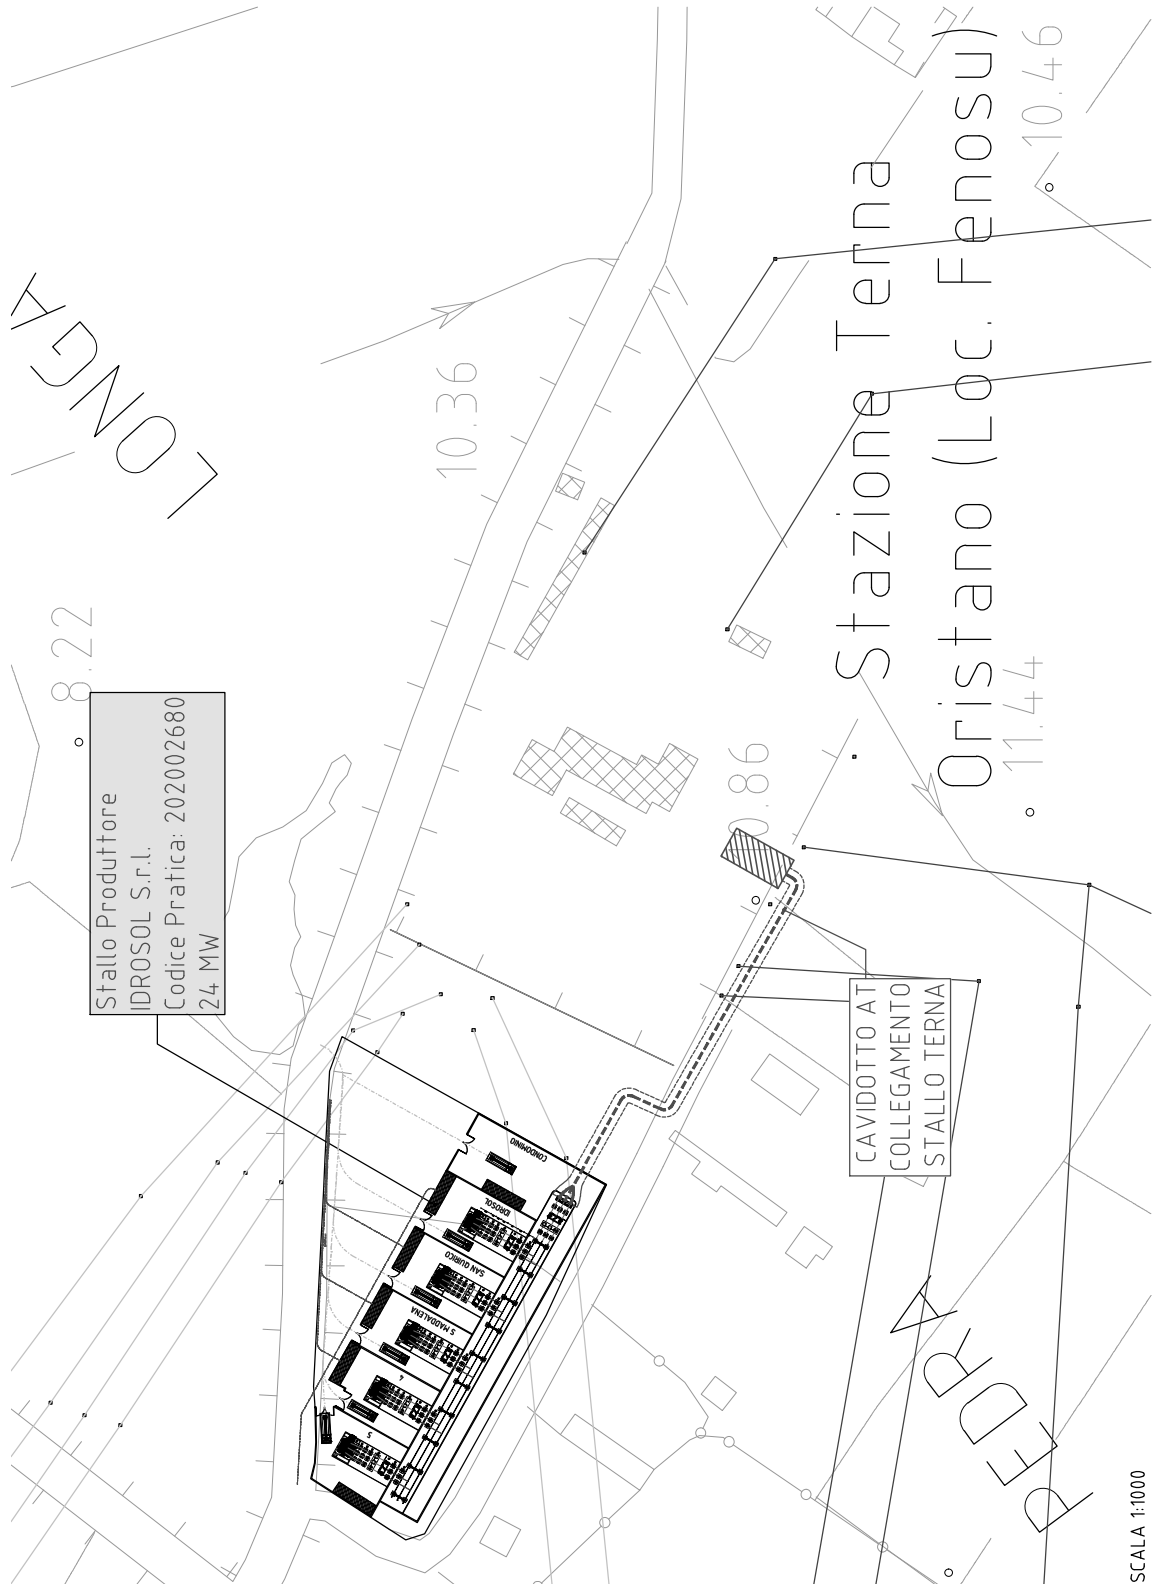 LONGA
8.22
10.36
10.46
Stazione Terna
Oristano (Loc. Fenosu)
11.44
0.86
Stallo Produttore
IDROSOL S.r.l.
Codice Pratica: 202002680
24 MW
CAVIDOTTO AT
COLLEGAMENTO
STALLO TERNA
CONDOMINIO
IDROSOL
SAN QUIRICO
S MADDALENA
4
5
PEDRA
SCALA 1:1000